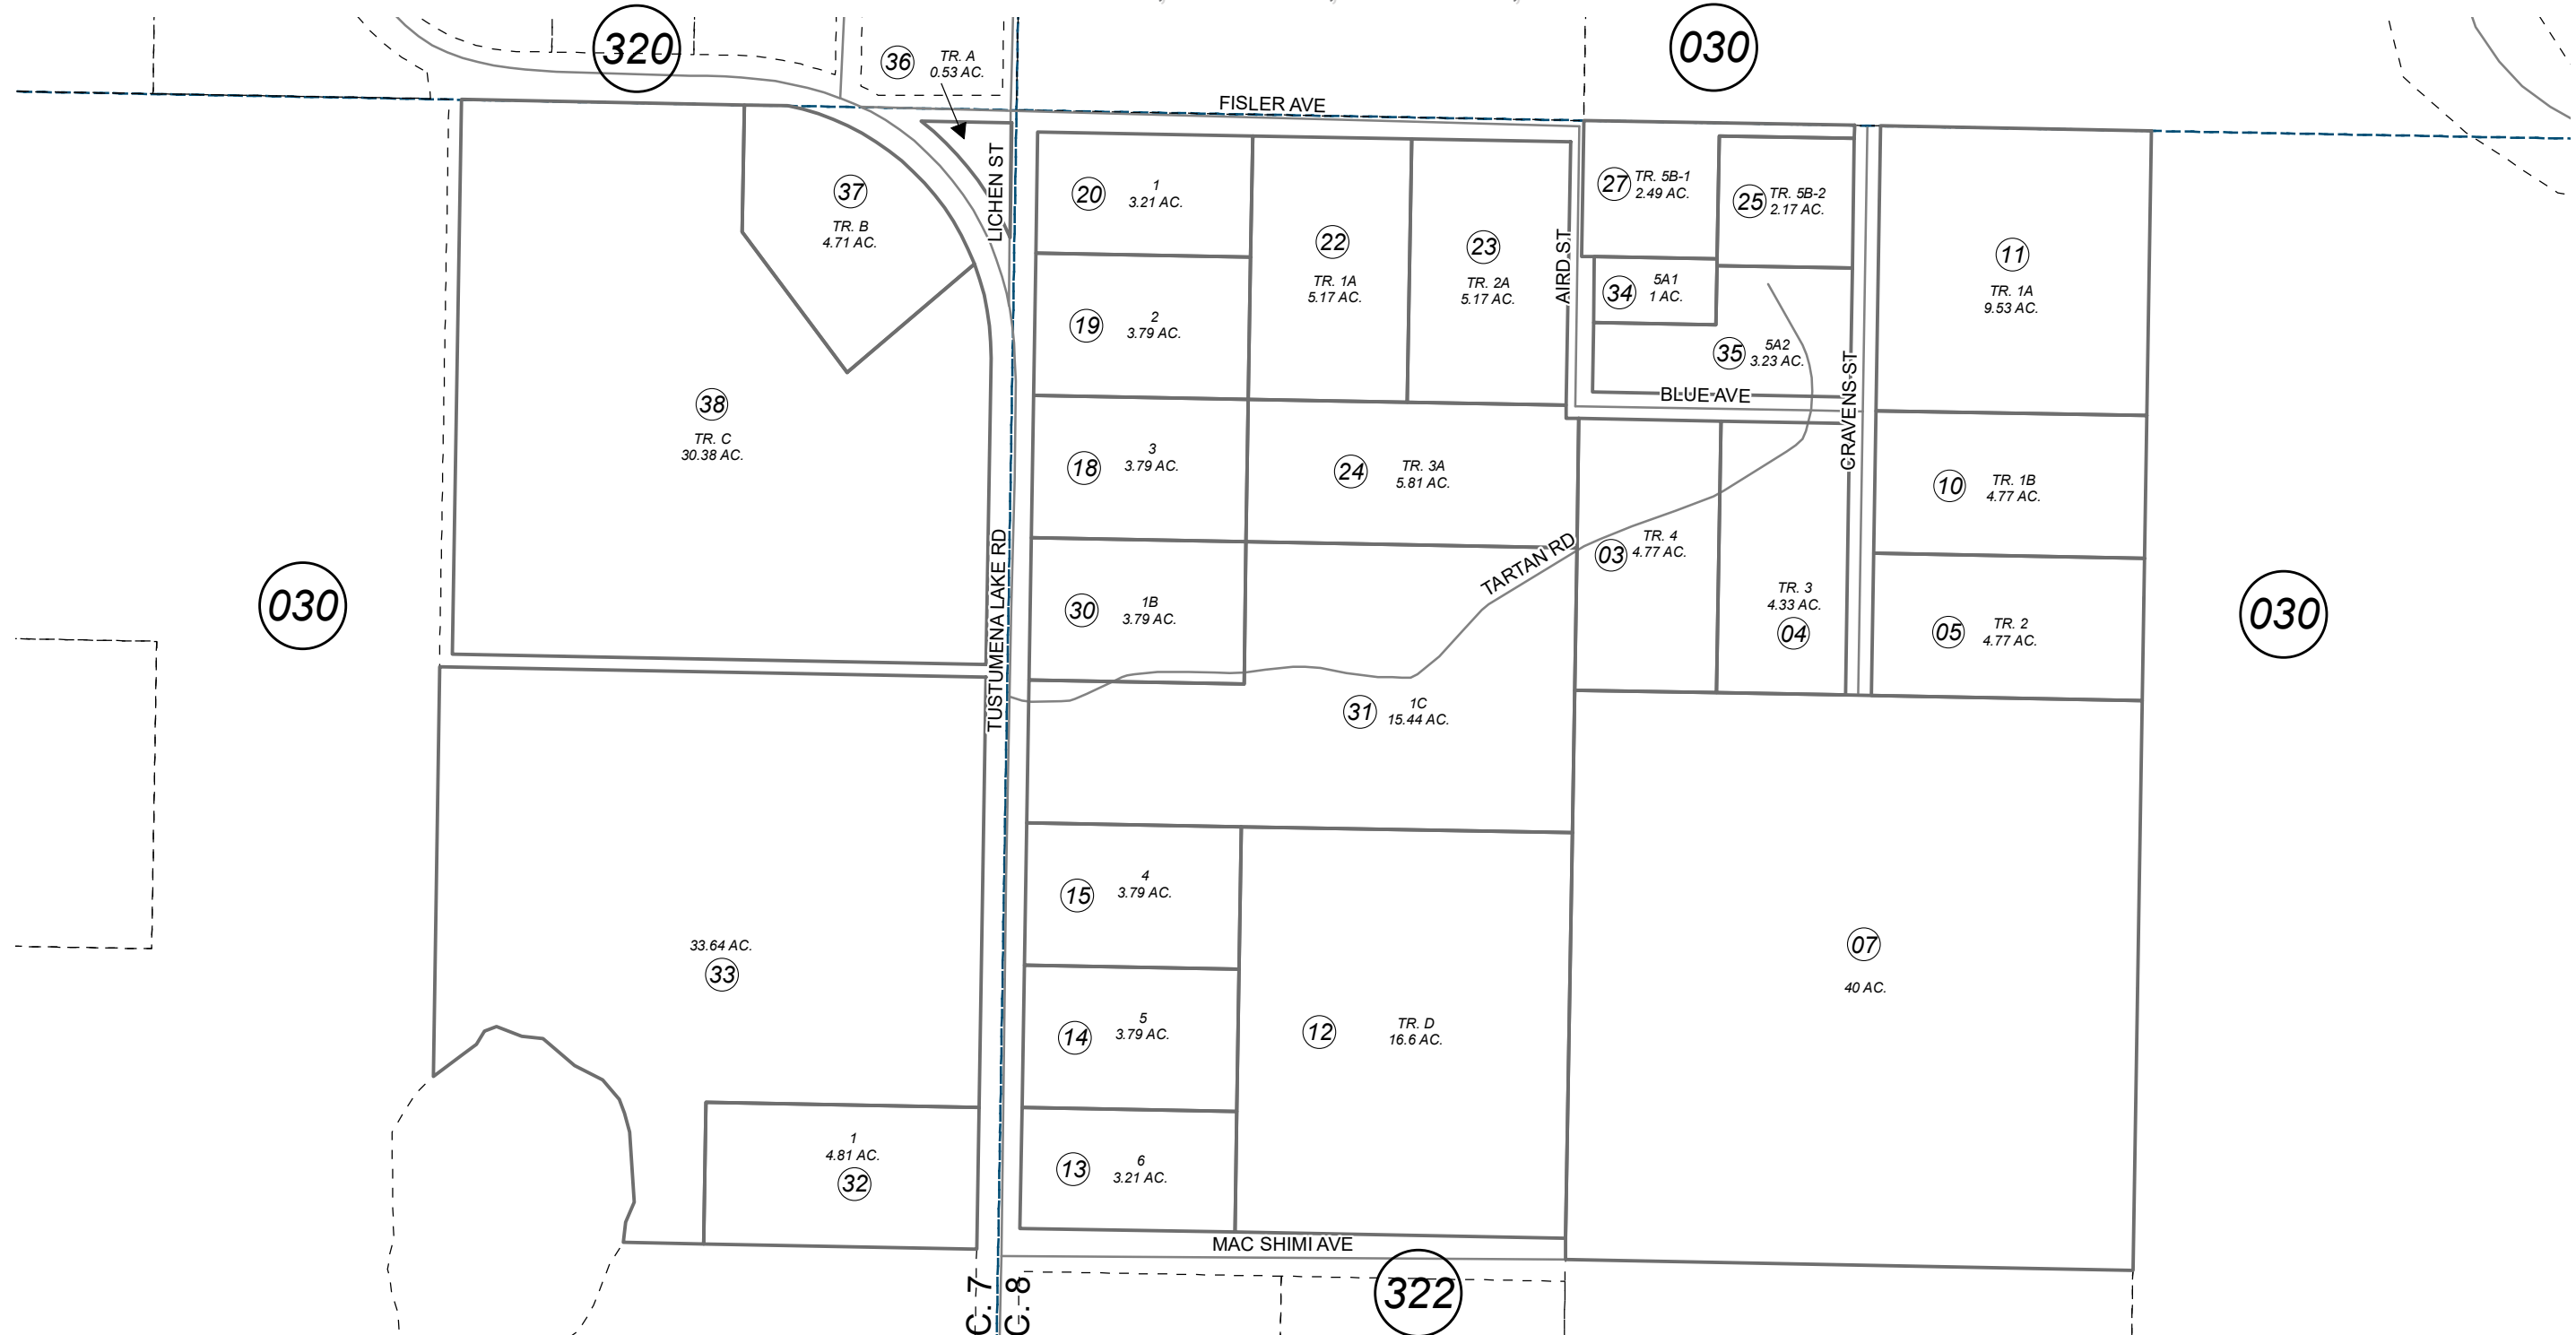 320
36
TR. A
0.53 AC.
030
FISLER AVE
LICHEN ST
37
TR. B
4.71 AC.
20
1
3.21 AC.
22
TR. 1A
5.17 AC.
23
TR. 2A
5.17 AC.
AIRD ST
27
TR. 5B-1
2.49 AC.
25
TR. 5B-2
2.17 AC.
11
TR. 1A
9.53 AC.
34
5A1
1 AC.
19
2
3.79 AC.
35
5A2
3.23 AC.
BLUE AVE
CRAVENS ST
38
TR. C
30.38 AC.
18
3
3.79 AC.
24
TR. 3A
5.81 AC.
10
TR. 1B
4.77 AC.
TARTAN RD
03
TR. 4
4.77 AC.
TR. 3
4.33 AC.
04
05
TR. 2
4.77 AC.
030
TUSTUMENA LAKE RD
30
1B
3.79 AC.
030
31
1C
15.44 AC.
15
4
3.79 AC.
33.64 AC.
33
07
40 AC.
14
5
3.79 AC.
12
TR. D
16.6 AC.
1
4.81 AC.
32
13
6
3.21 AC.
MAC SHIMI AVE
C. 7
C. 8
322